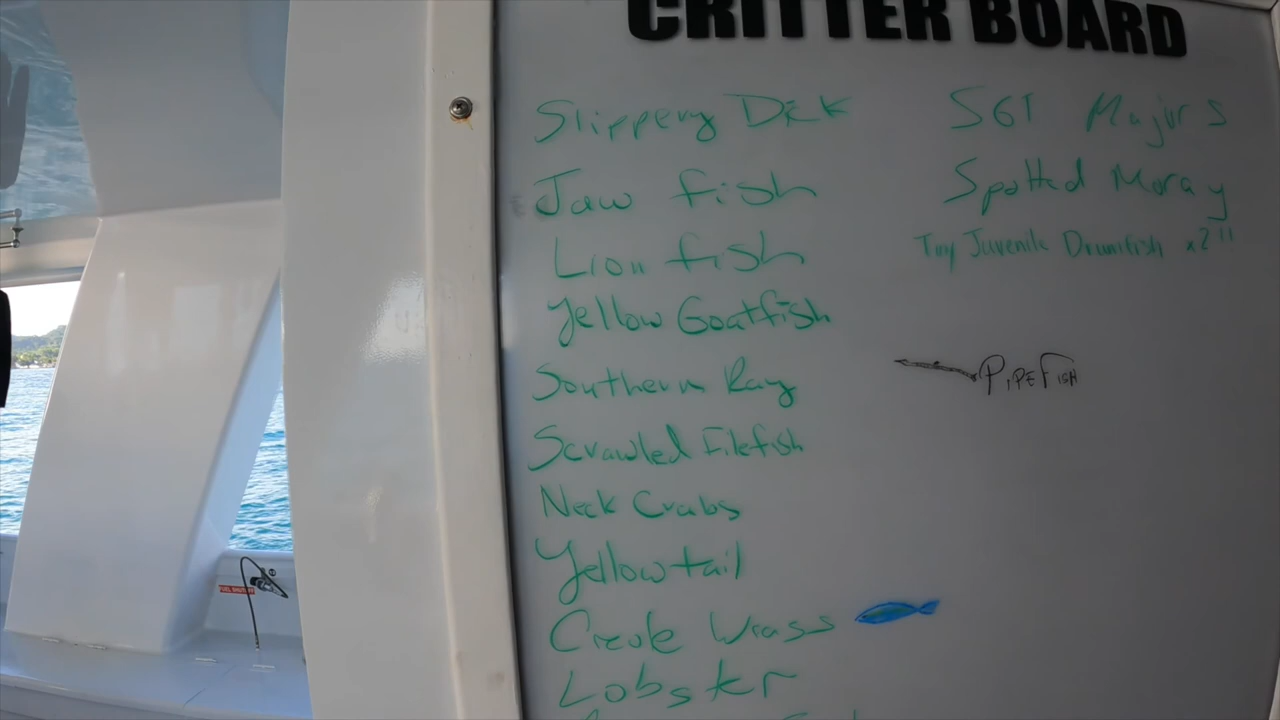 CRITTER BOARD
Slippery Dick
Jaw fish
Lion fish
Yellow Goatfish
Southern Ray
Scrawled Filefish
Neck Crabs
Yellowtail
Creole Wrass
Lobster
SGT Majors
Spotted Moray
Tiny Juvenile Drumfish x2!!
PIPEFISH